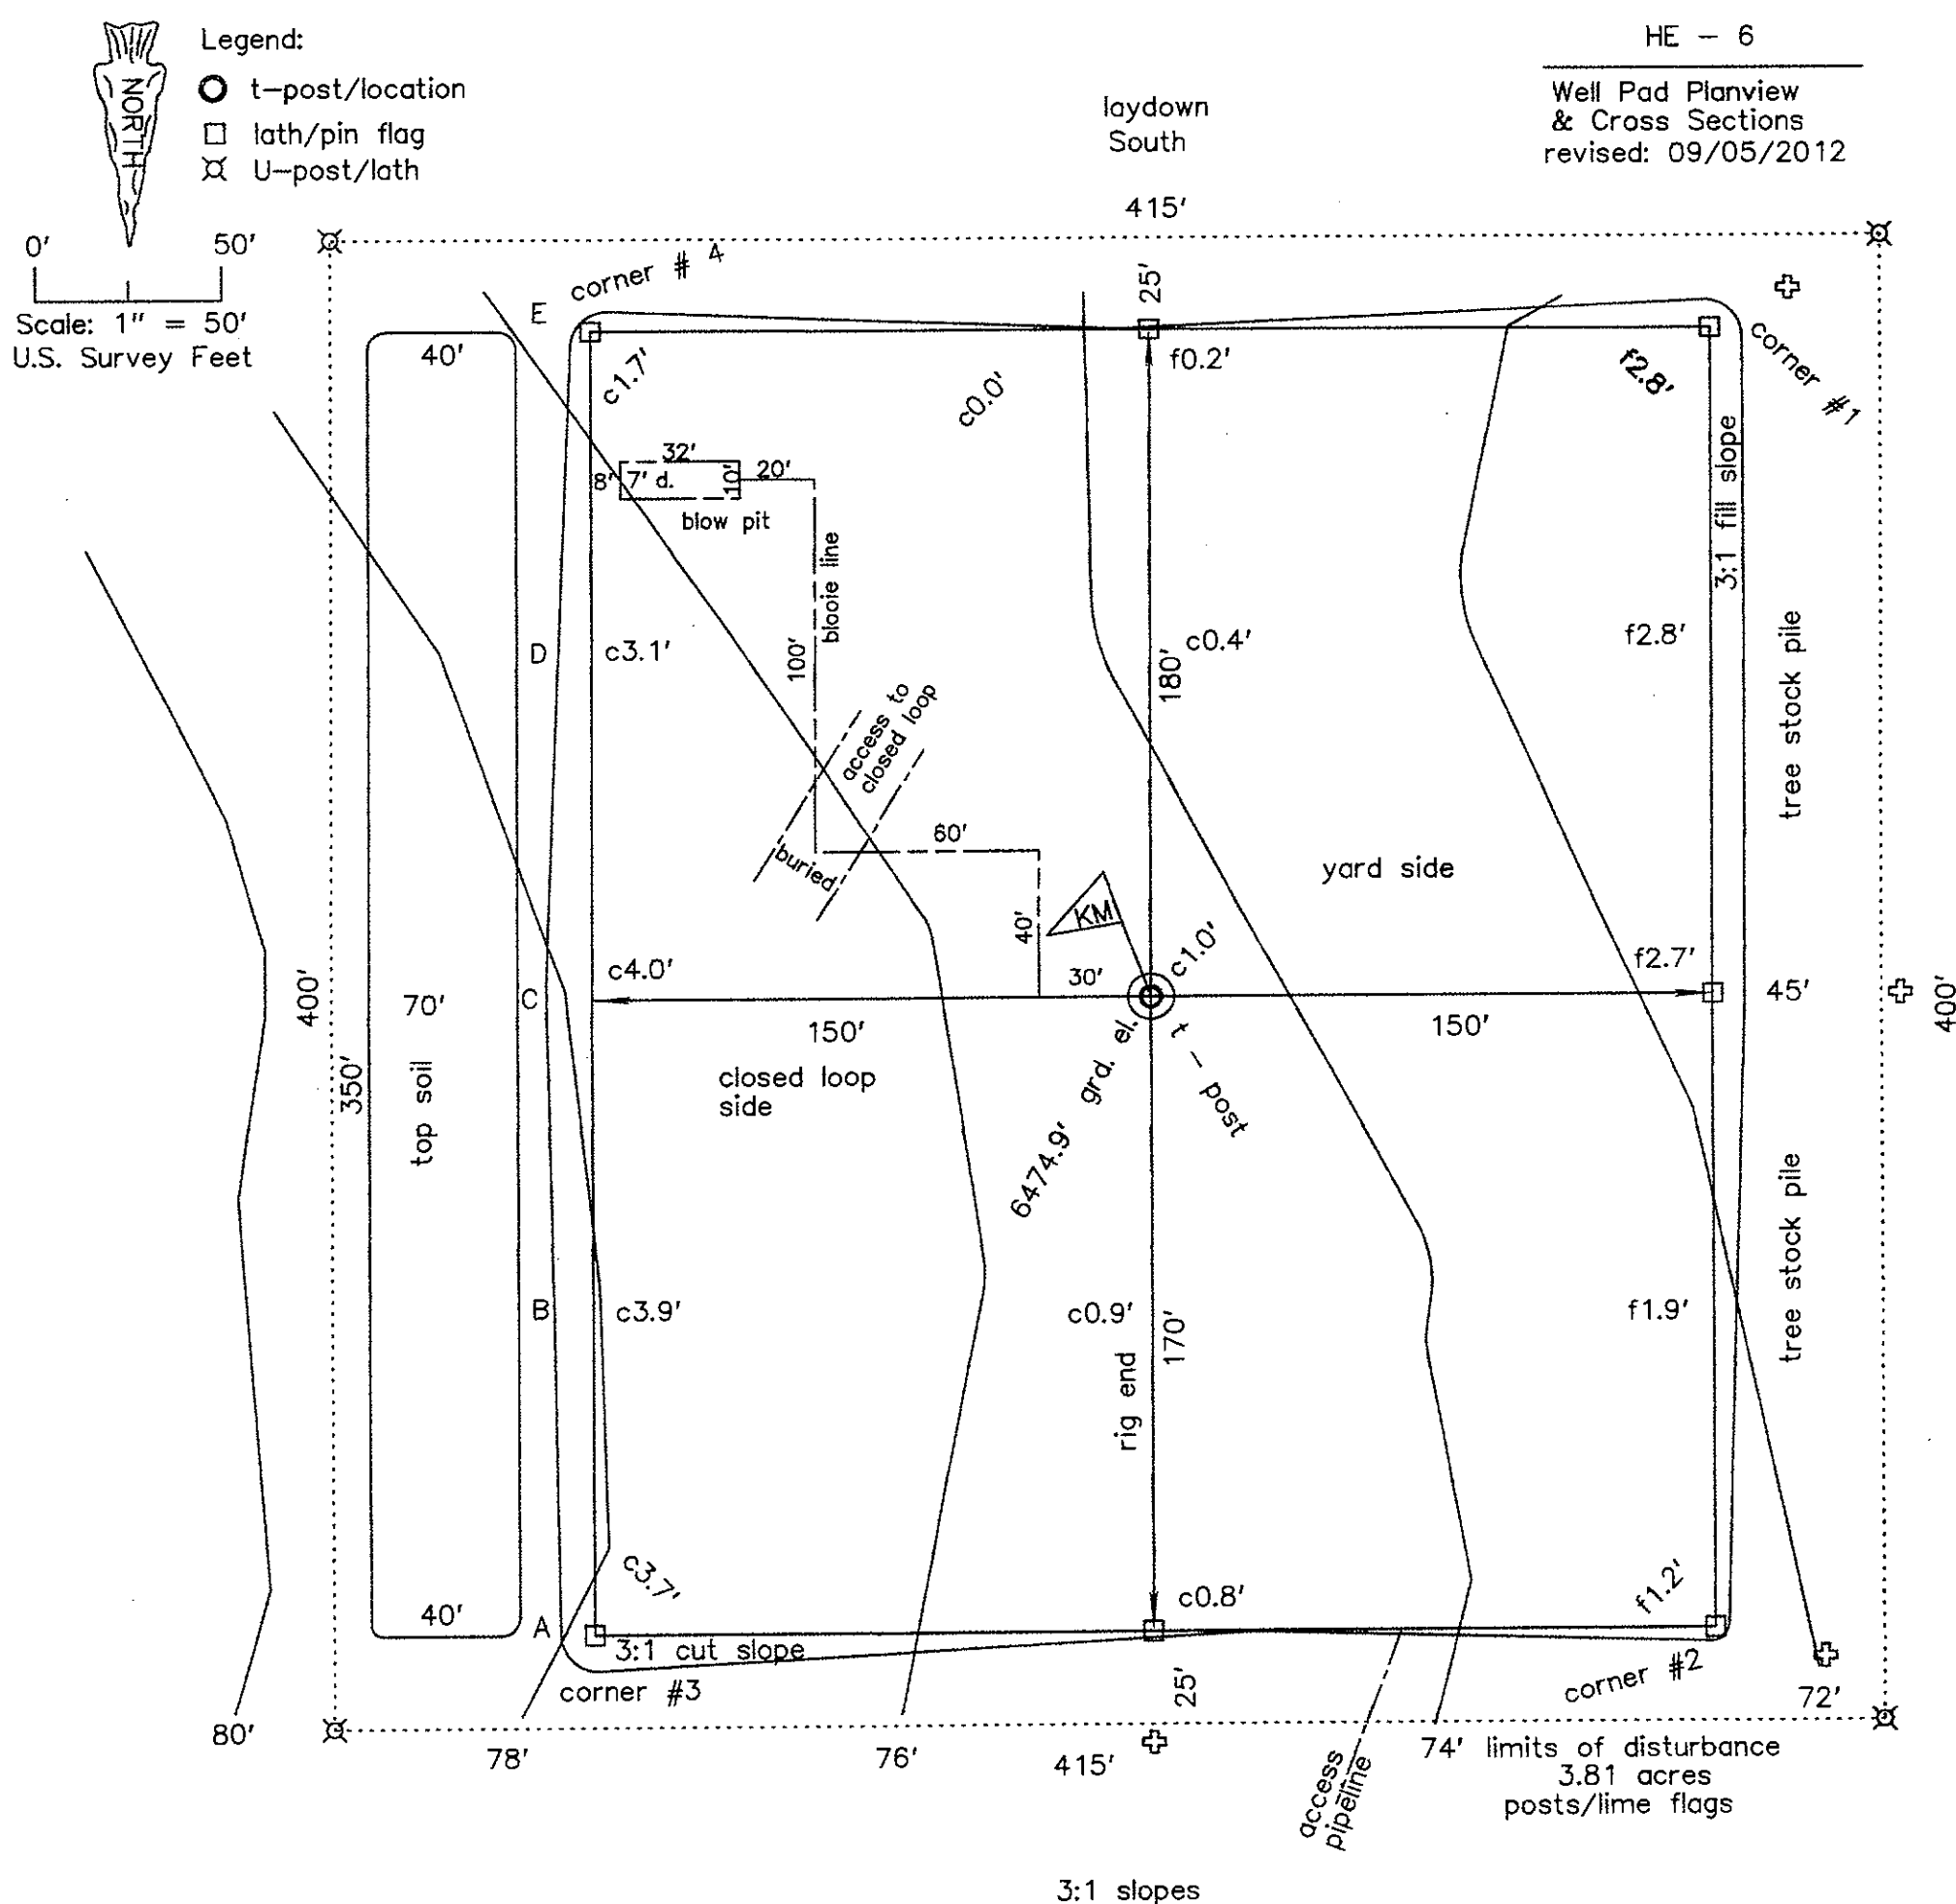 Legend:
t-post/location
lath/pin flag
U-post/lath
NORTH
0' 50'
Scale: 1" = 50'
U.S. Survey Feet
HE - 6
Well Pad Planview
& Cross Sections
revised: 09/05/2012
laydown
South
415'
25'
corner # 4
E
40'
c1.7'
c0.0'
f0.2'
f2.8'
corner #1
32'
8' 7' d. 10' 20'
blow pit
blooie line
100'
3:1 fill slope
D
c3.1'
c0.4'
180'
f2.8'
tree stock pile
access to
closed loop
buried
60'
40'
KM
yard side
c4.0'
30'
c1.0'
f2.7'
400'
70'
C
150'
150'
45'
400'
350'
top soil
closed loop
side
6474.9' grd. el.
t - post
tree stock pile
B
c3.9'
c0.9'
170'
f1.9'
rig end
c3.7'
c0.8'
f1.2'
40'
A
3:1 cut slope
corner #3
25'
corner #2
72'
80'
78'
76'
415'
74'
limits of disturbance
3.81 acres
posts/lime flags
access
pipeline
3:1 slopes